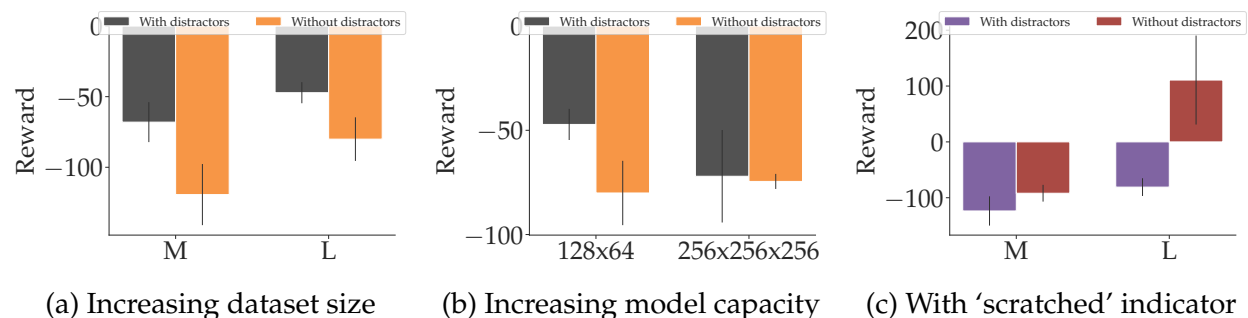 With distractors Without distractors
0
−50
−100
Reward
M L
(a) Increasing dataset size
With distractors Without distractors
0
−50
−100
Reward
128x64 256x256x256
(b) Increasing model capacity
With distractors Without distractors
200
100
0
−100
Reward
M L
(c) With ‘scratched’ indicator